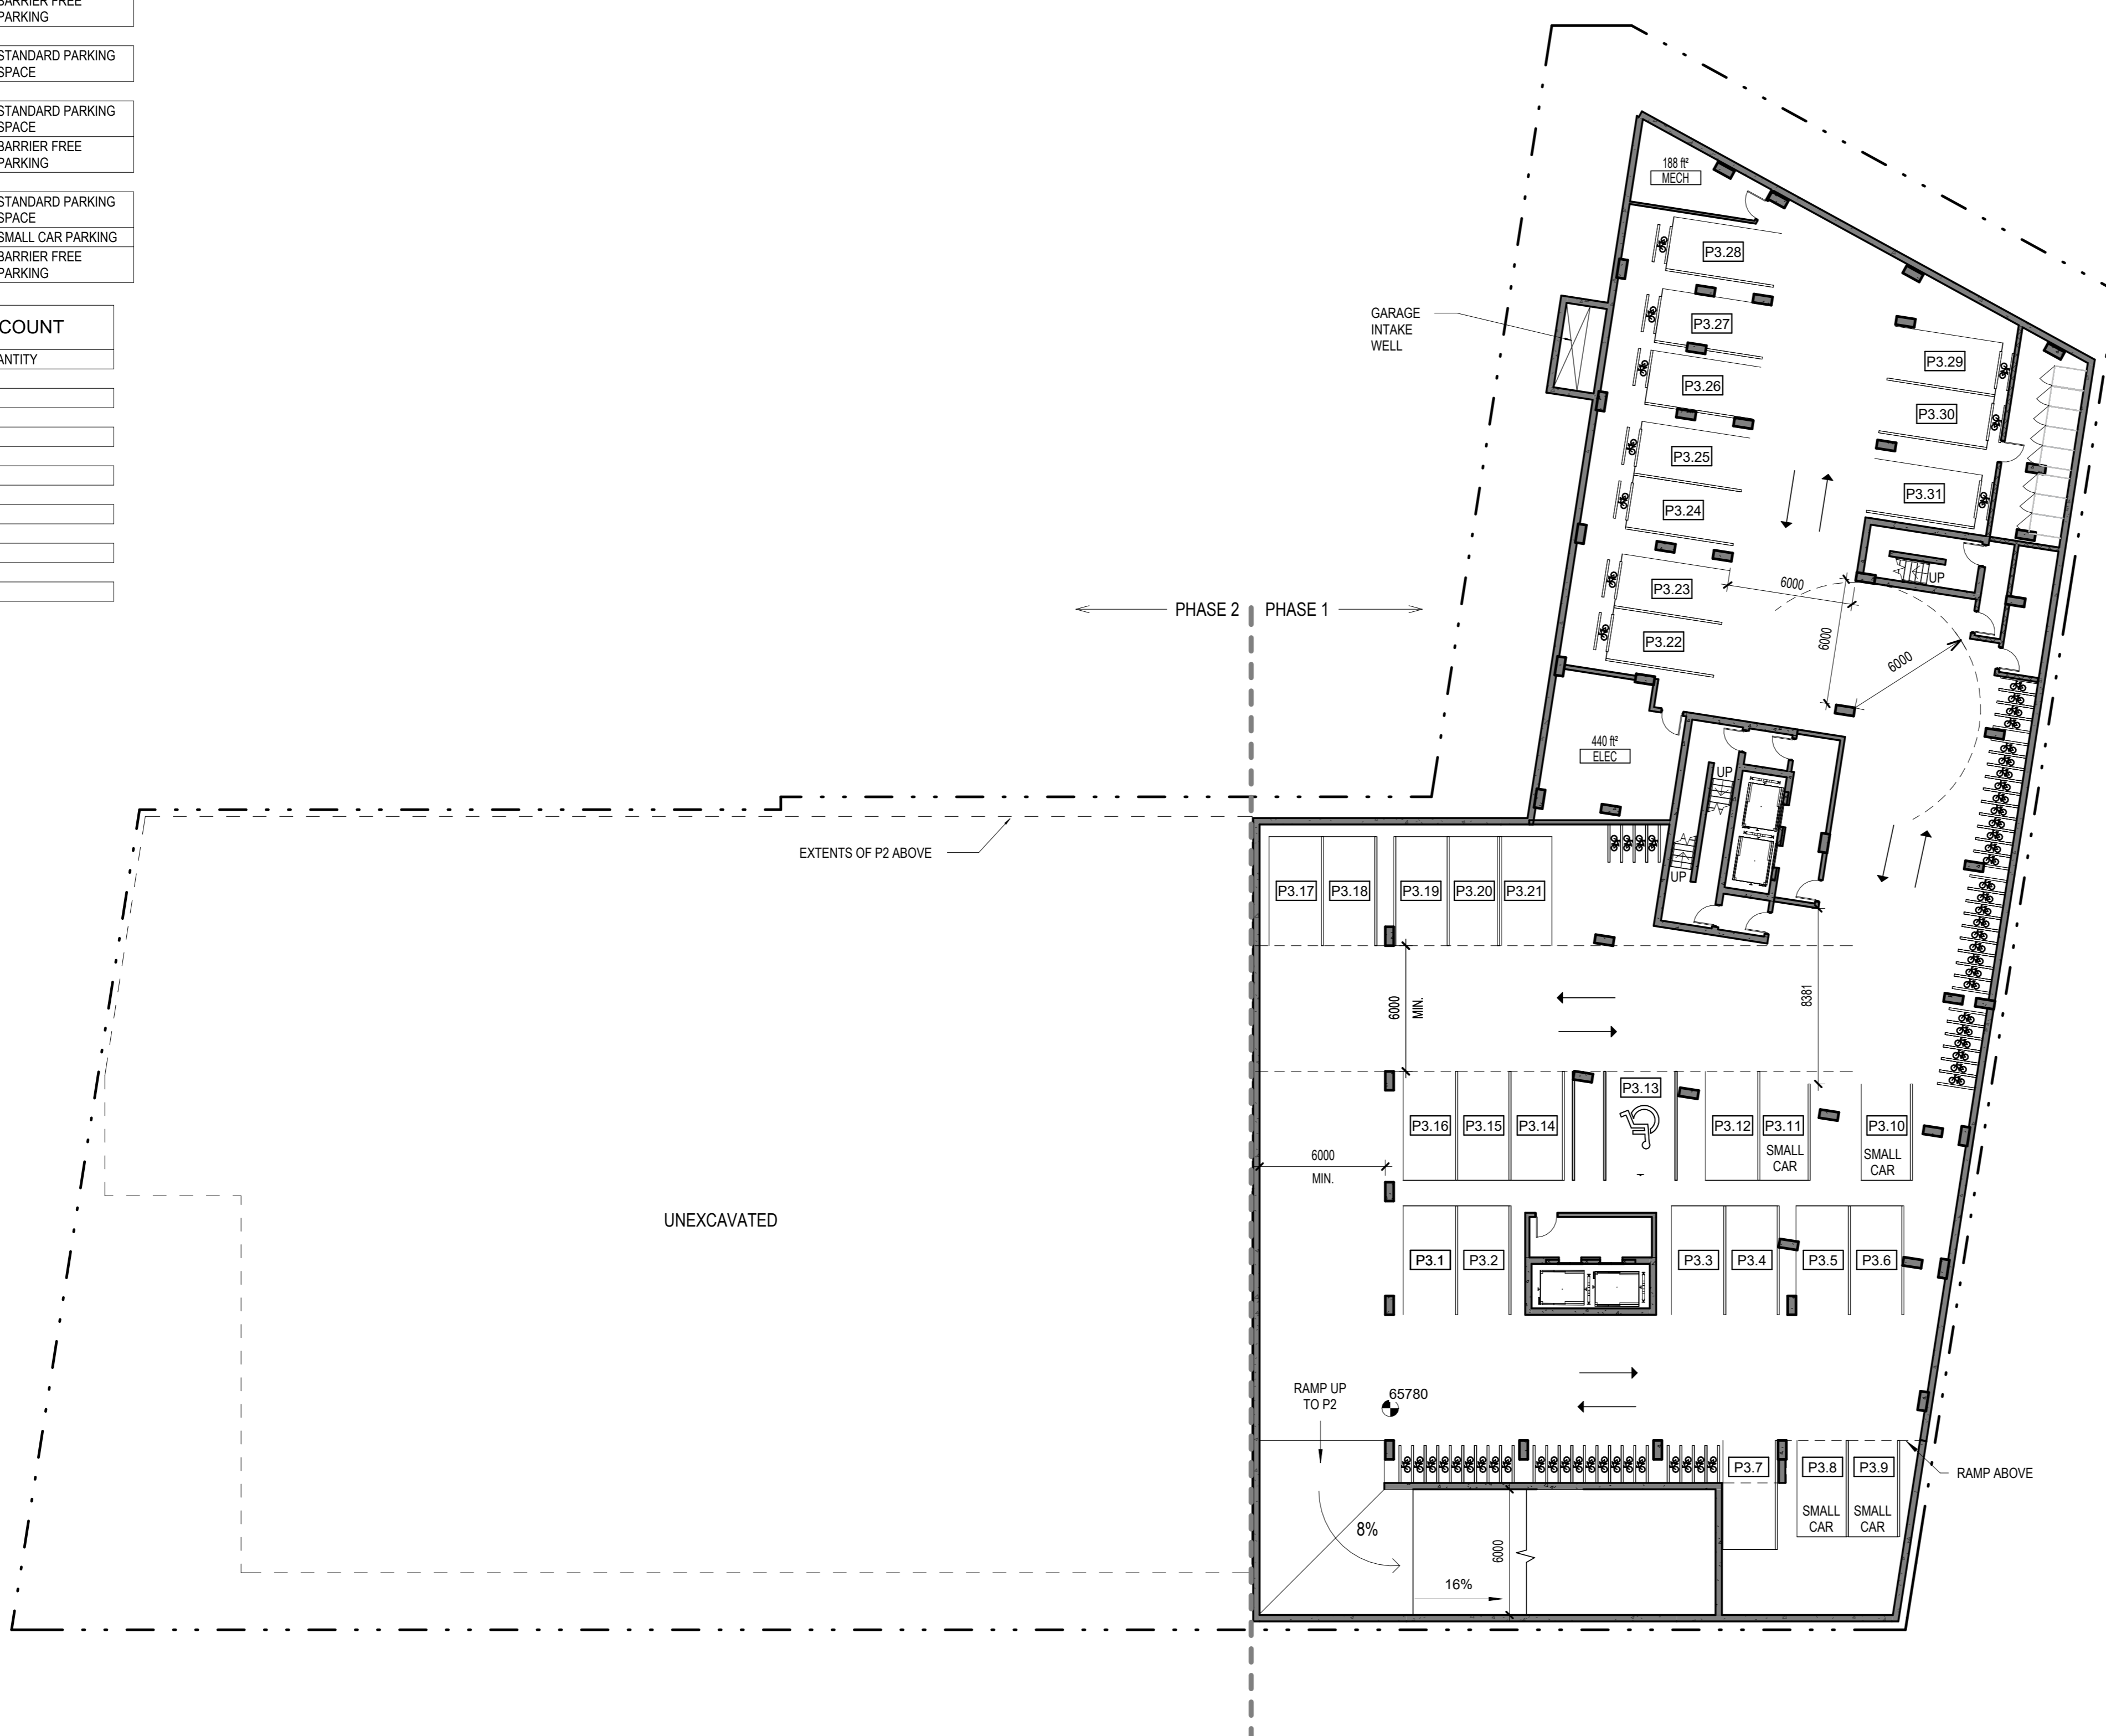 BARRIER FREE
PARKING
STANDARD PARKING
SPACE
STANDARD PARKING
SPACE
BARRIER FREE
PARKING
STANDARD PARKING
SPACE
SMALL CAR PARKING
BARRIER FREE
PARKING
COUNT
ANTITY
188 ft²
MECH
P3.28
GARAGE
INTAKE
WELL
P3.27
P3.26
P3.25
P3.24
P3.23
P3.22
P3.29
P3.30
P3.31
UP
6000
6000
6000
PHASE 2
PHASE 1
440 ft²
ELEC
UP
UP
EXTENTS OF P2 ABOVE
P3.17
P3.18
P3.19
P3.20
P3.21
6000
MIN.
8381
P3.13
P3.16
P3.15
P3.14
P3.12
P3.11
SMALL
CAR
P3.10
SMALL
CAR
6000
MIN.
UNEXCAVATED
P3.1
P3.2
P3.3
P3.4
P3.5
P3.6
RAMP UP
TO P2
65780
P3.7
P3.8
SMALL
CAR
P3.9
SMALL
CAR
RAMP ABOVE
8%
6000
16%